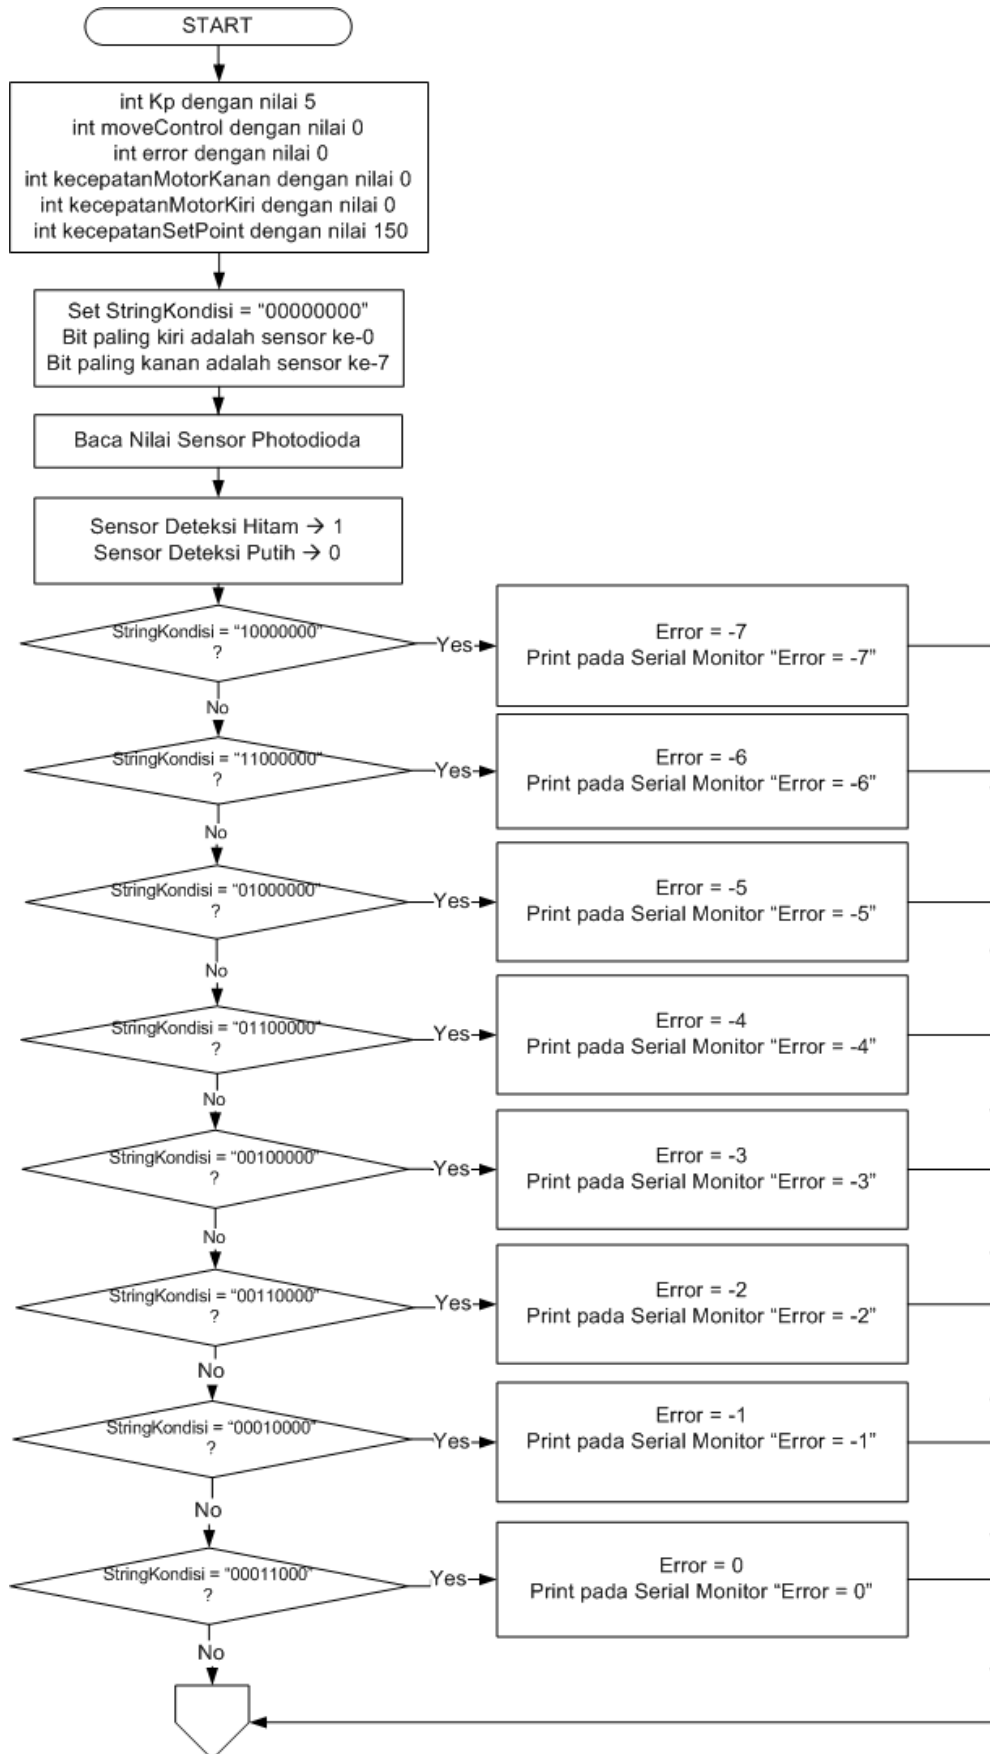 START
int Kp dengan nilai 5
int moveControl dengan nilai 0
int error dengan nilai 0
int kecepatanMotorKanan dengan nilai 0
int kecepatanMotorKiri dengan nilai 0
int kecepatanSetPoint dengan nilai 150
Set StringKondisi = “00000000”
Bit paling kiri adalah sensor ke-0
Bit paling kanan adalah sensor ke-7
Baca Nilai Sensor Photodioda
Sensor Deteksi Hitam → 1
Sensor Deteksi Putih → 0
StringKondisi = “10000000”
?
Yes
Error = -7
Print pada Serial Monitor “Error = -7”
No
StringKondisi = “11000000”
?
Yes
Error = -6
Print pada Serial Monitor “Error = -6”
No
StringKondisi = “01000000”
?
Yes
Error = -5
Print pada Serial Monitor “Error = -5”
No
StringKondisi = “01100000”
?
Yes
Error = -4
Print pada Serial Monitor “Error = -4”
No
StringKondisi = “00100000”
?
Yes
Error = -3
Print pada Serial Monitor “Error = -3”
No
StringKondisi = “00110000”
?
Yes
Error = -2
Print pada Serial Monitor “Error = -2”
No
StringKondisi = “00010000”
?
Yes
Error = -1
Print pada Serial Monitor “Error = -1”
No
StringKondisi = “00011000”
?
Yes
Error = 0
Print pada Serial Monitor “Error = 0”
No